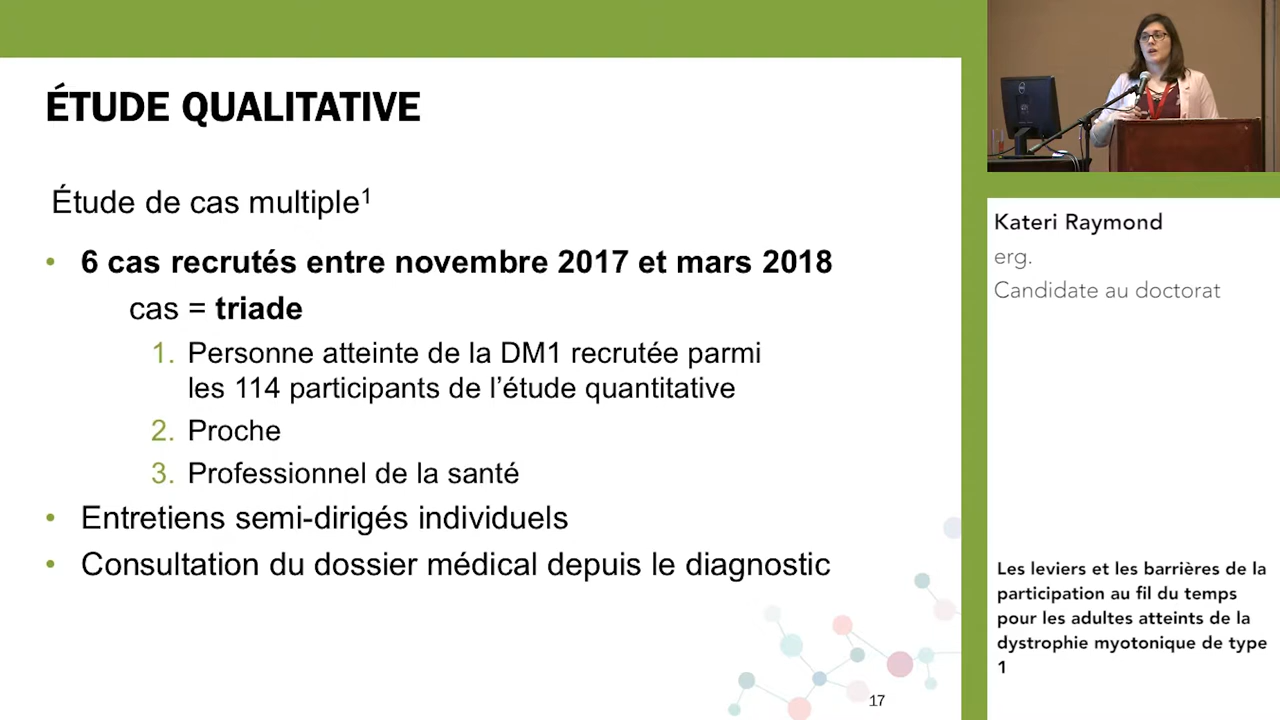 ÉTUDE QUALITATIVE
Étude de cas multiple¹
• 6 cas recrutés entre novembre 2017 et mars 2018
cas = triade
1. Personne atteinte de la DM1 recrutée parmi
les 114 participants de l’étude quantitative
2. Proche
3. Professionnel de la santé
• Entretiens semi-dirigés individuels
• Consultation du dossier médical depuis le diagnostic
17
Kateri Raymond
erg.
Candidate au doctorat
Les leviers et les barrières de la
participation au fil du temps
pour les adultes atteints de la
dystrophie myotonique de type
1